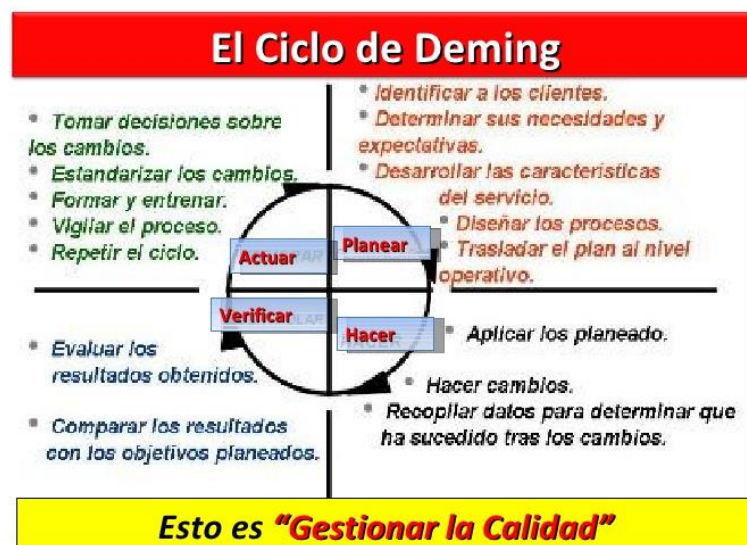 El Ciclo de Deming
• Tomar decisiones sobre
los cambios.
• Estandarizar los cambios.
• Formar y entrenar.
• Vigilar el proceso.
• Repetir el ciclo.
• Identificar a los clientes.
• Determinar sus necesidades y
expectativas.
• Desarrollar las características
del servicio.
• Diseñar los procesos.
• Trasladar el plan al nivel
operativo.
Actuar
Planear
Verificar
Hacer
• Evaluar los
resultados obtenidos.
• Comparar los resultados
con los objetivos planeados.
• Aplicar los planeado.
• Hacer cambios.
• Recopilar datos para determinar que
ha sucedido tras los cambios.
Esto es "Gestionar la Calidad"